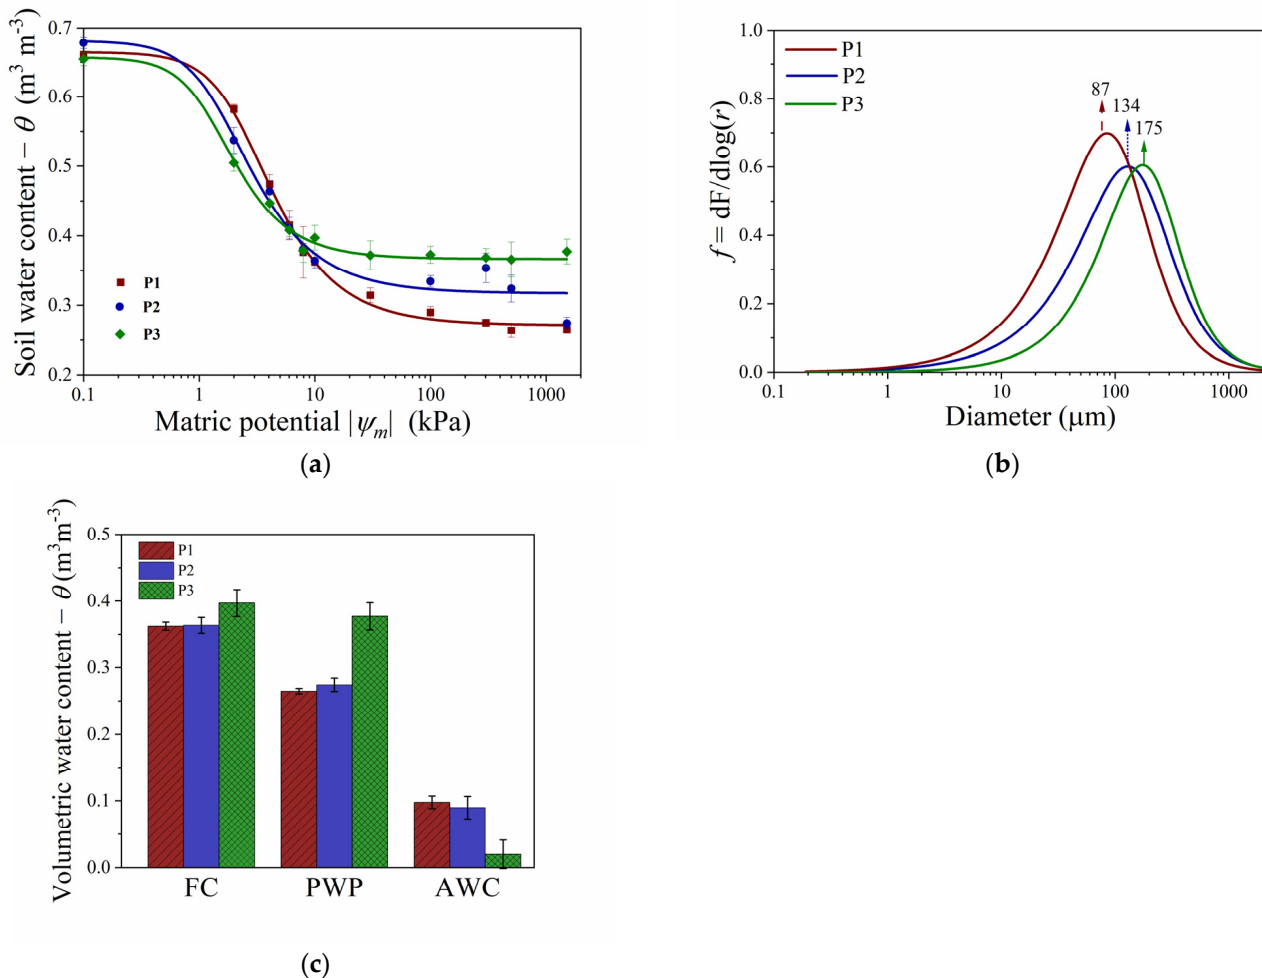 Soil water content − θ (m³ m⁻³)
0.7
0.6
0.5
0.4
0.3
0.2
P1
P2
P3
0.1
1
10
100
1000
Matric potential |ψm| (kPa)
(a)
f = dF/dlog(r)
1.0
0.8
0.6
0.4
0.2
0.0
P1
P2
P3
87
134
175
0.1
1
10
100
1000
Diameter (μm)
(b)
Volumetric water content − θ (m³m⁻³)
0.5
0.4
0.3
0.2
0.1
0.0
P1
P2
P3
FC
PWP
AWC
(c)